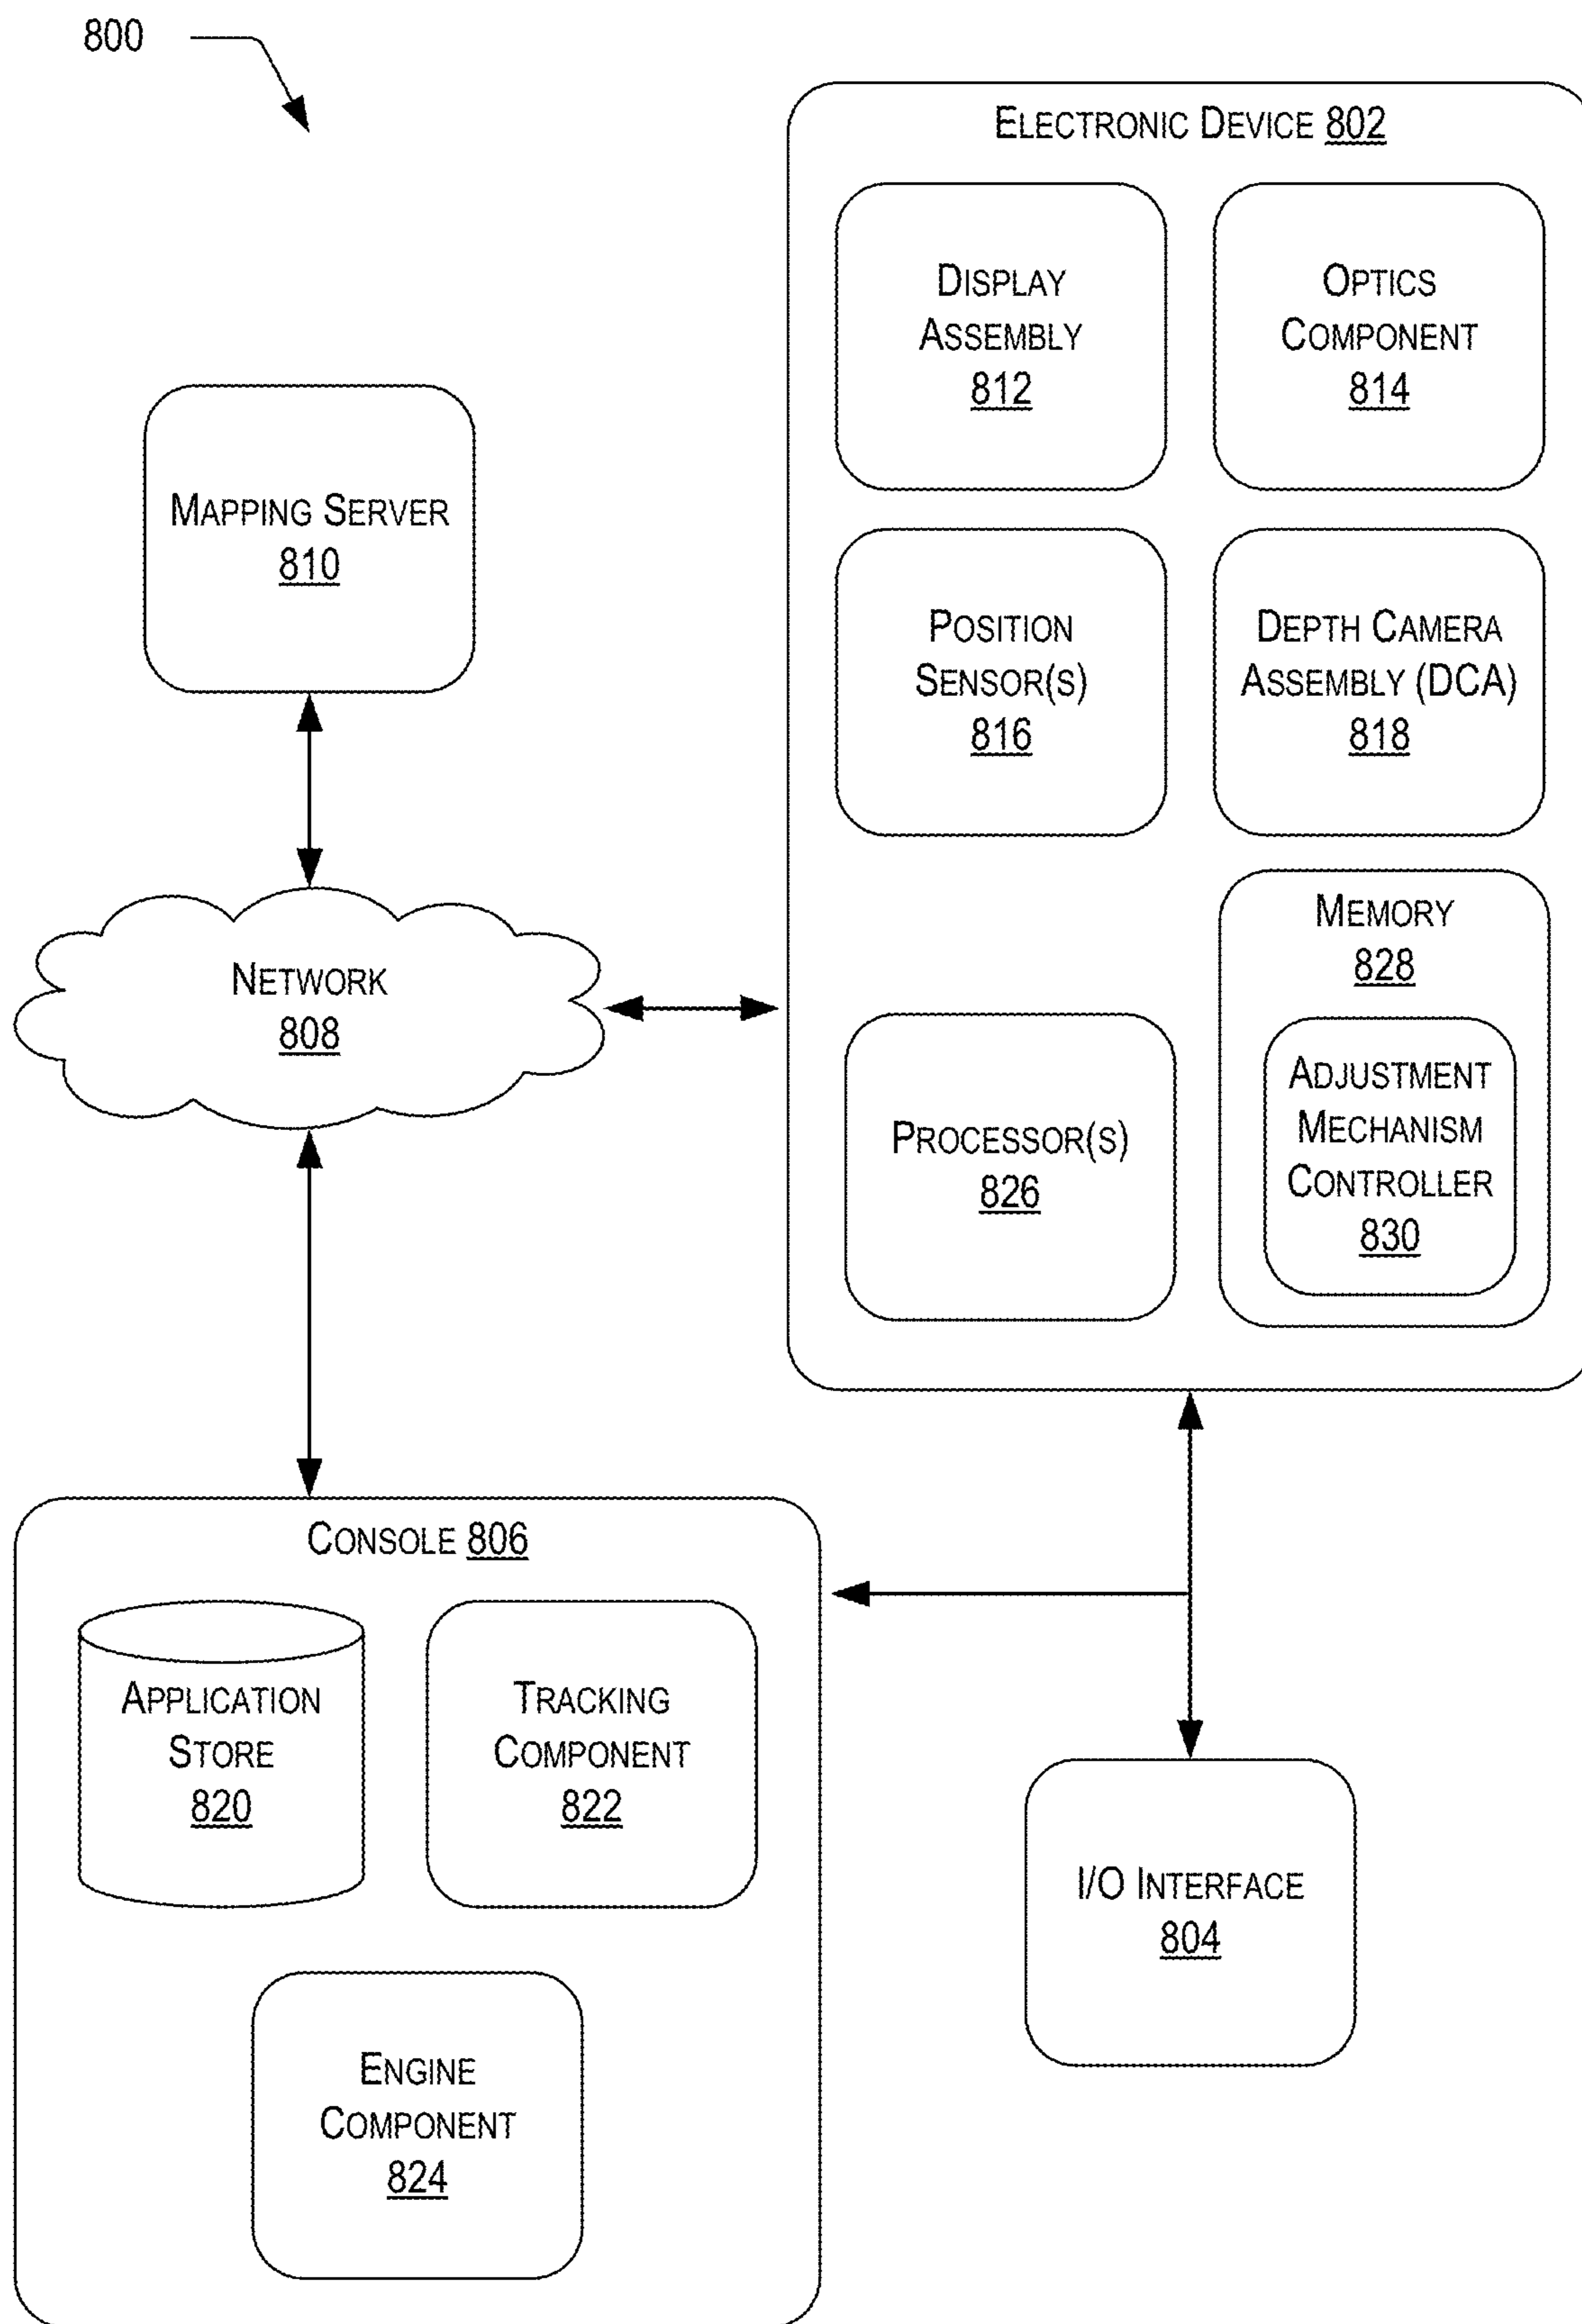 800
ELECTRONIC DEVICE 802
DISPLAY
ASSEMBLY
812
OPTICS
COMPONENT
814
MAPPING SERVER
810
POSITION
SENSOR(S)
816
DEPTH CAMERA
ASSEMBLY (DCA)
818
MEMORY
828
NETWORK
808
ADJUSTMENT
MECHANISM
CONTROLLER
830
PROCESSOR(S)
826
CONSOLE 806
APPLICATION
STORE
820
TRACKING
COMPONENT
822
I/O INTERFACE
804
ENGINE
COMPONENT
824